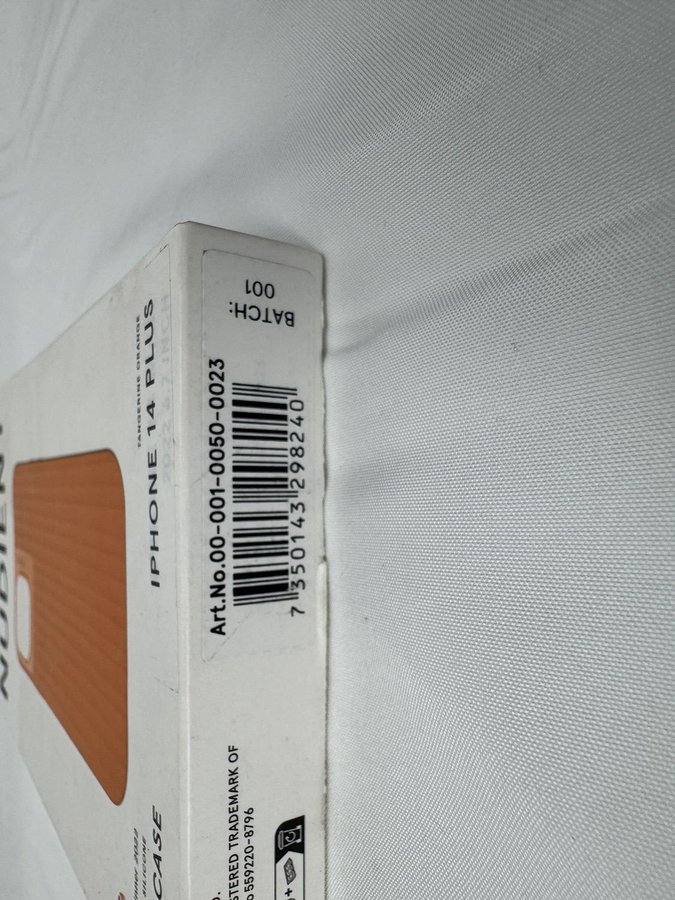 TANGERINE ORANGE
IPHONE 14 PLUS
SILICONE
CASE
BATCH:
001
Art.No.00-001-0050-0023
7 350143 298240
STERED TRADEMARK OF
559220-8796